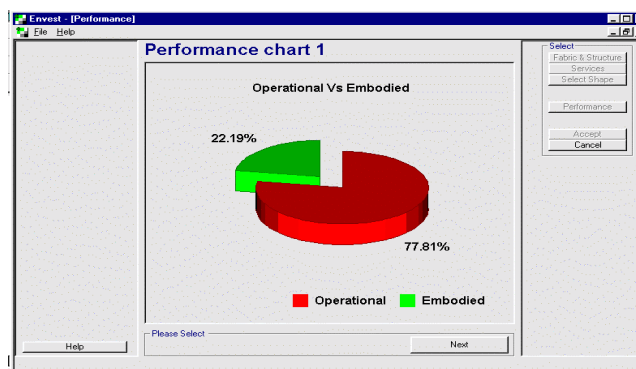 Envest - [Performance]
File Help
Performance chart 1
Operational Vs Embodied
22.19%
77.81%
Operational Embodied
Select
Fabric & Structure
Services
Select Shape
Performance
Accept
Cancel
Please Select
Help
Next